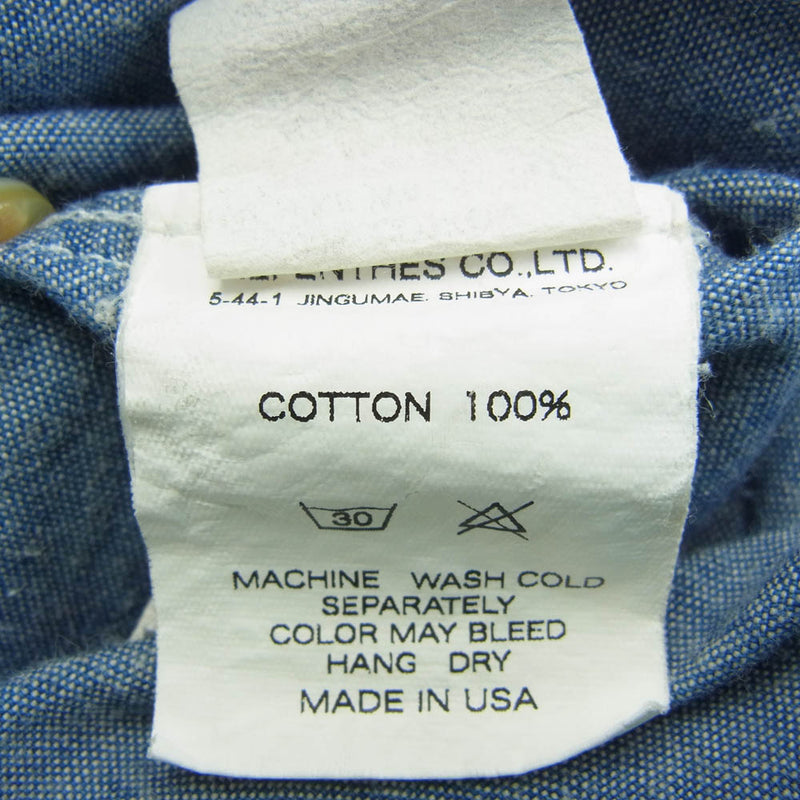 NEPENTHES CO.,LTD.
5-44-1 JINGUMAE. SHIBYA. TOKYO
COTTON 100%
30
MACHINE WASH COLD
SEPARATELY
COLOR MAY BLEED
HANG DRY
MADE IN USA